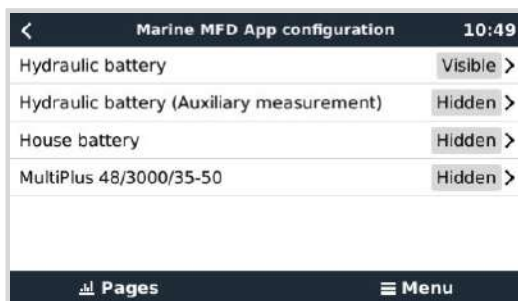 Marine MFD App configuration 10:49
Hydraulic battery Visible
Hydraulic battery (Auxiliary measurement) Hidden
House battery Hidden
MultiPlus 48/3000/35-50 Hidden
Pages Menu